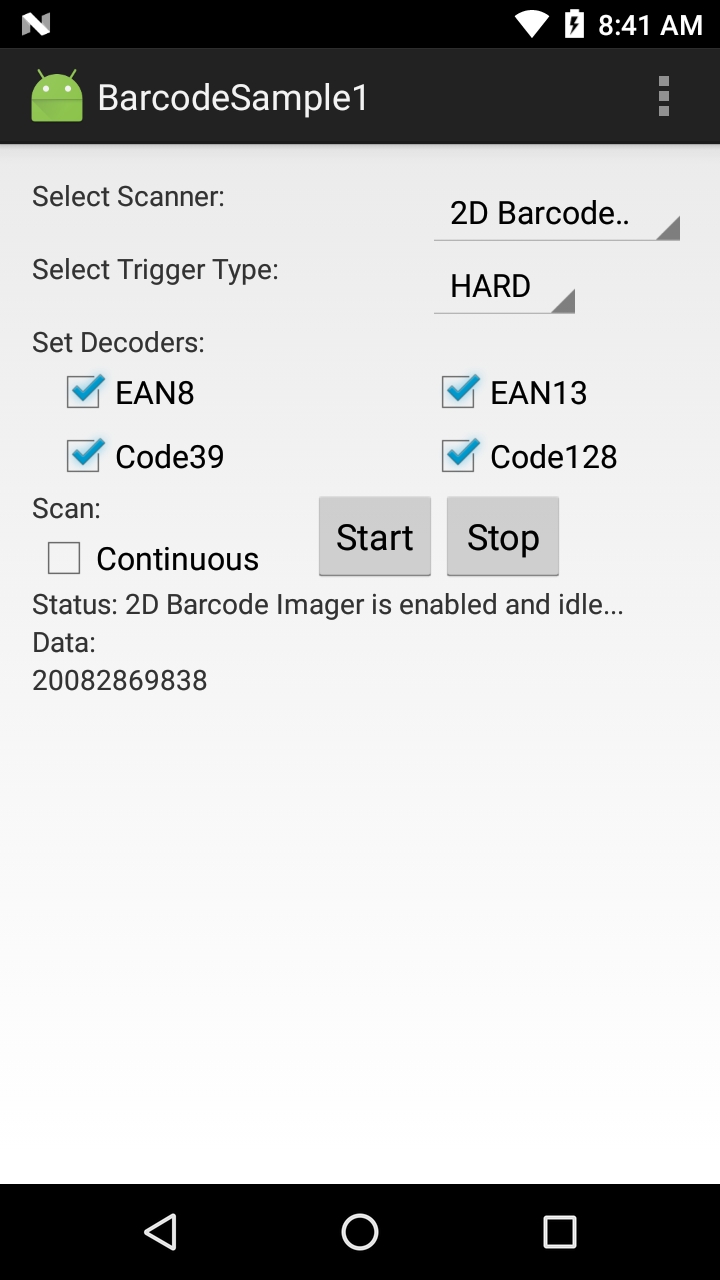 8:41 AM
BarcodeSample1
Select Scanner:
2D Barcode..
Select Trigger Type:
HARD
Set Decoders:
EAN8 EAN13
Code39 Code128
Scan:
Start Stop
Continuous
Status: 2D Barcode Imager is enabled and idle...
Data:
20082869838